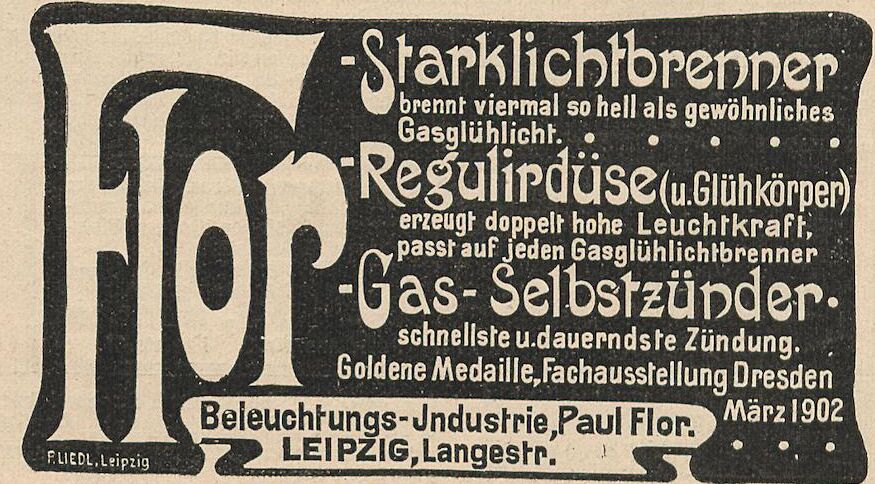 Flor
-Starklichtbrenner
brennt viermal so hell als gewöhnliches
Gasglühlicht.
-Regulirdüse (u. Glühkörper)
erzeugt doppelt hohe Leuchtkraft,
passt auf jeden Gasglühlichtbrenner
-Gas-Selbstzünder.
schnellste u. dauerndste Zündung.
Goldene Medaille, Fachausstellung Dresden
März 1902
Beleuchtungs-Jndustrie, Paul Flor.
LEIPZIG, Langestr.
P. LIEDL, Leipzig